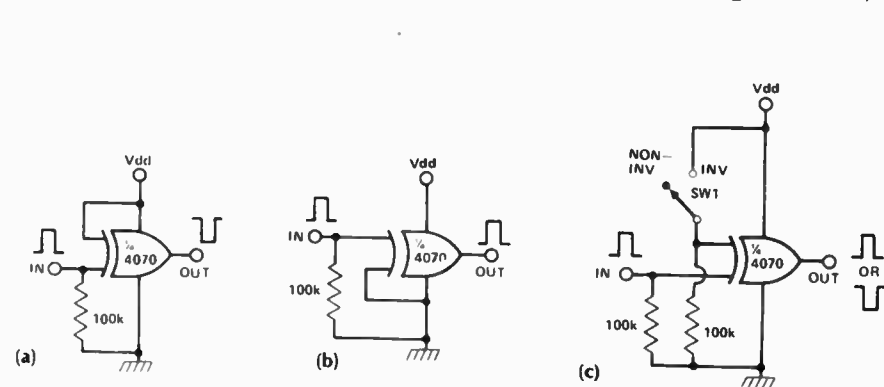 Vdd
IN
¼
4070
OUT
100k
(a)
Vdd
IN
¼
4070
OUT
100k
(b)
Vdd
NON-
INV
INV
SW1
IN
¼
4070
OUT
OR
100k
100k
(c)